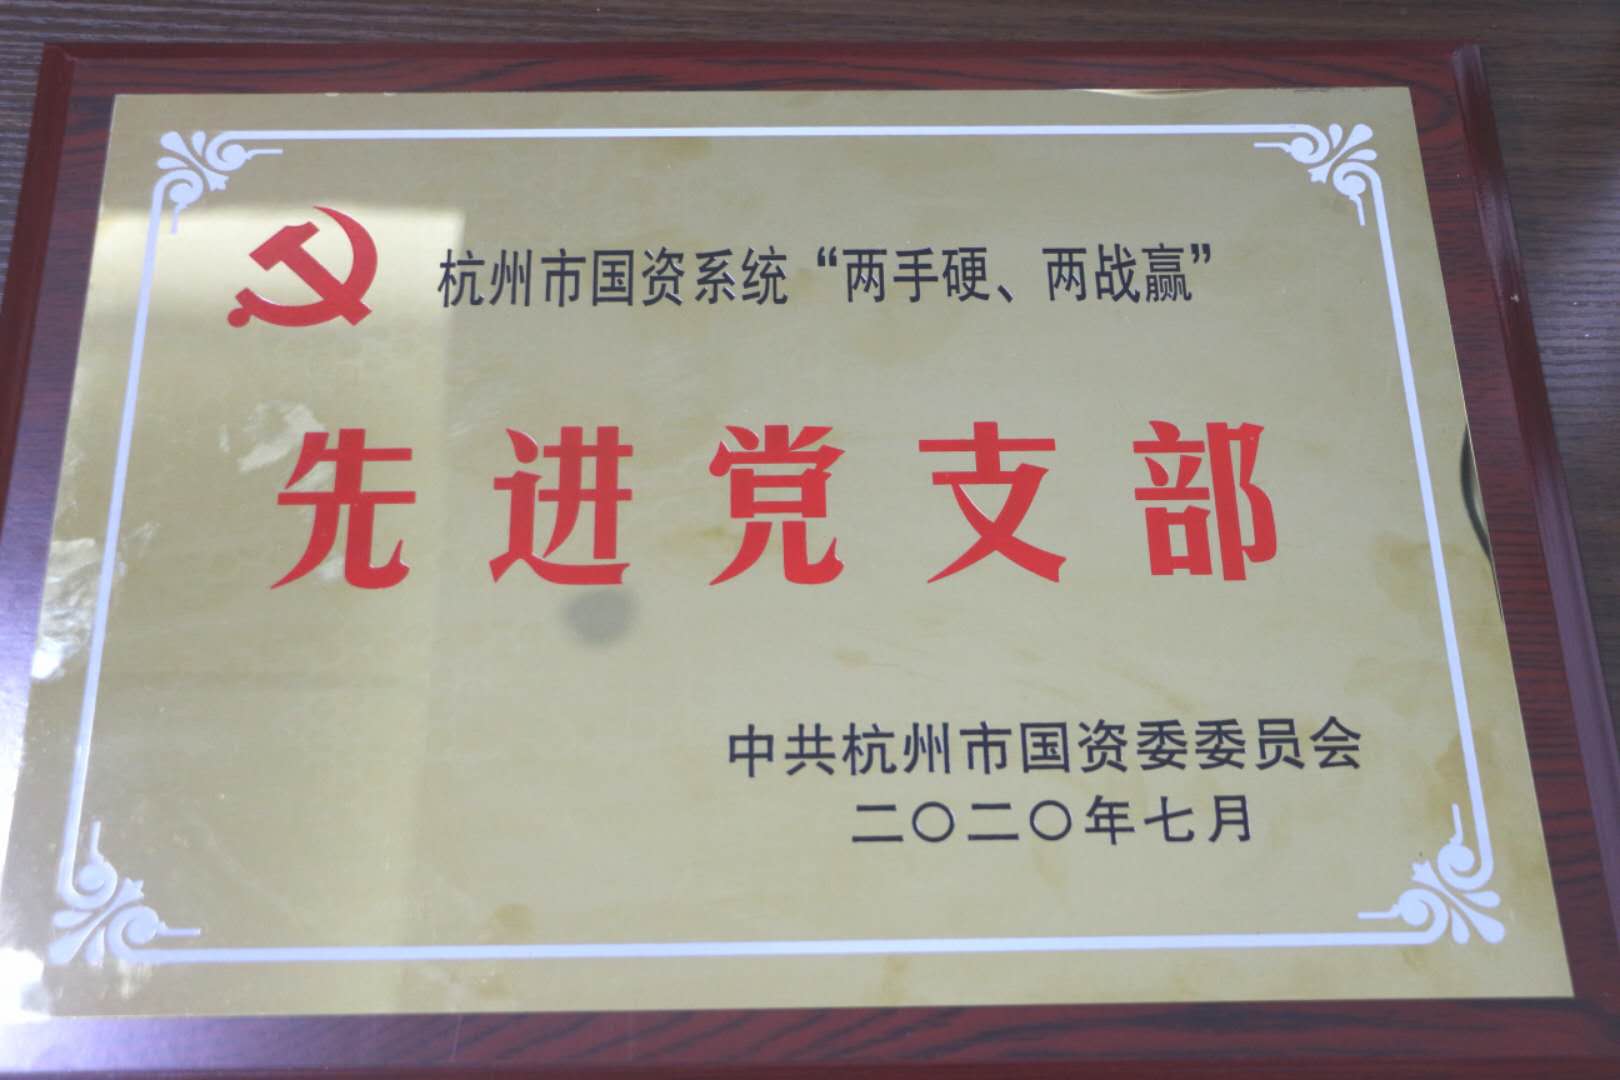 杭州市国资系统“两手硬、两战赢”
先进党支部
中共杭州市国资委委员会
二〇二〇年七月